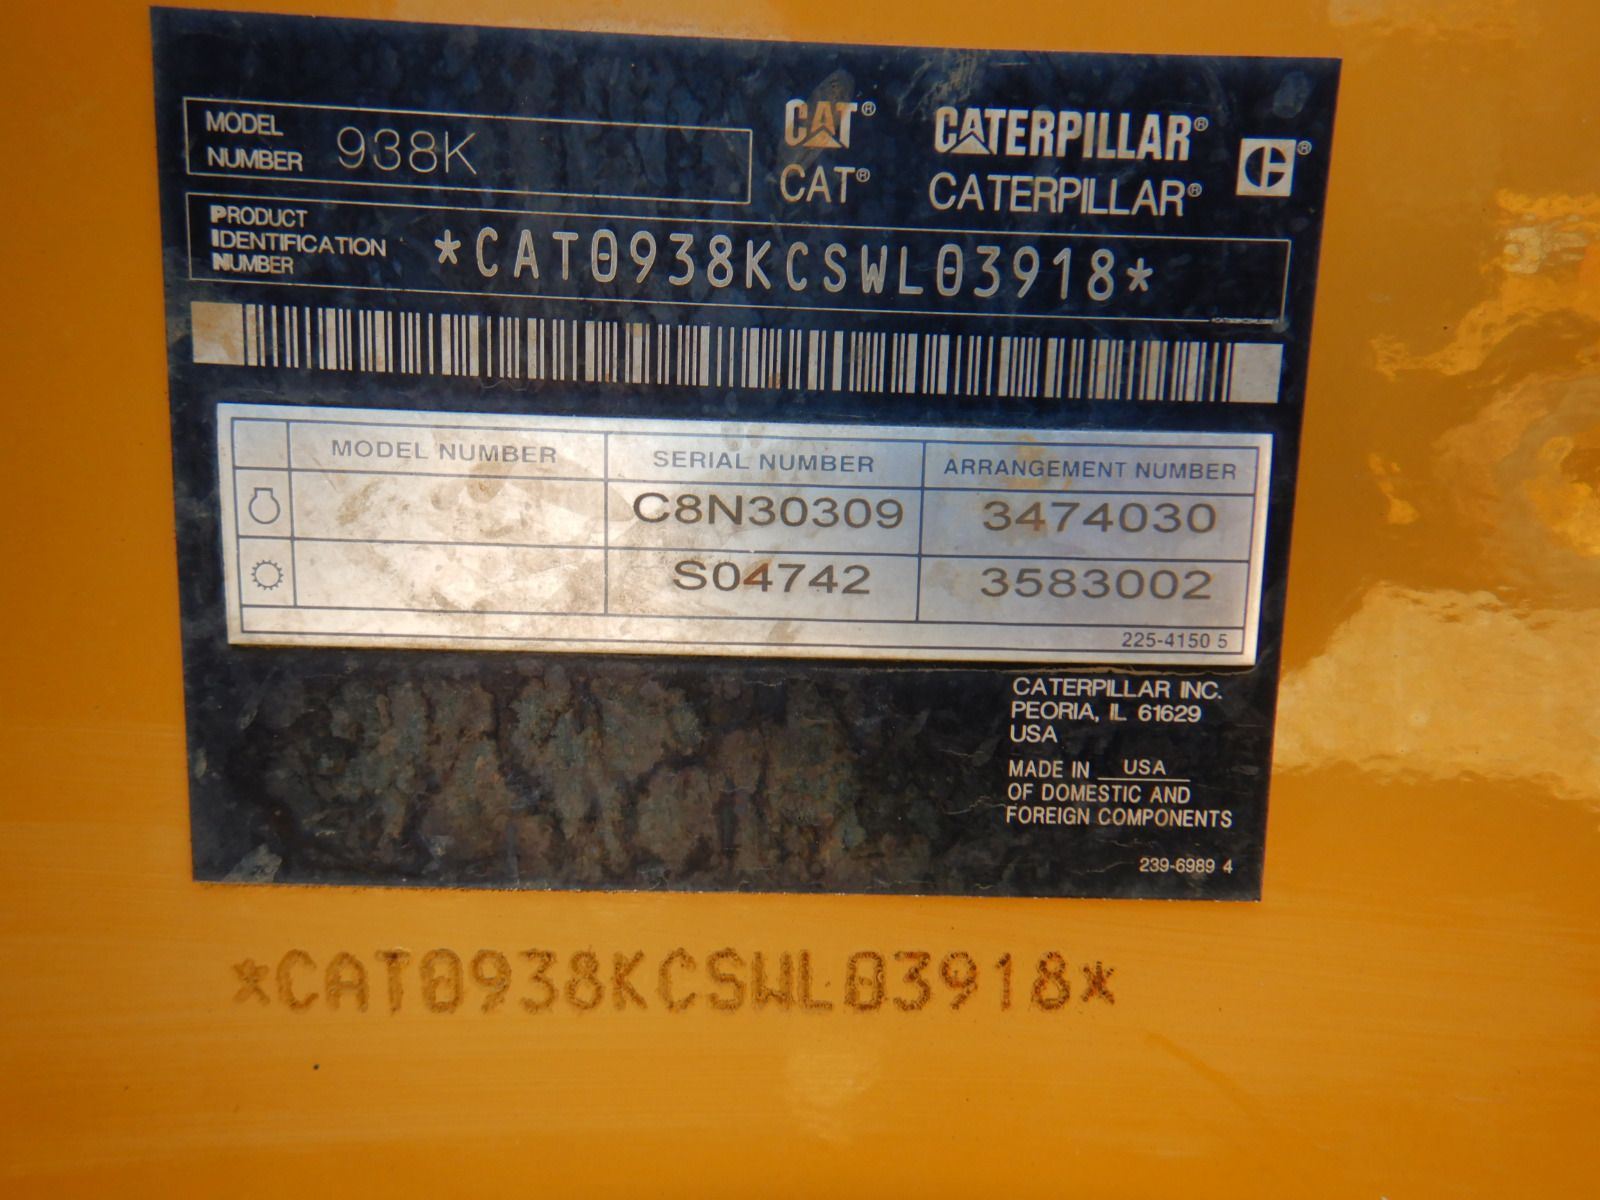 MODEL NUMBER 938K
CAT® CATERPILLAR®
CAT® CATERPILLAR®
PRODUCT IDENTIFICATION NUMBER *CAT0938KCSWL03918*
MODEL NUMBER SERIAL NUMBER ARRANGEMENT NUMBER
C8N30309 3474030
S04742 3583002
225-4150 5
CATERPILLAR INC.
PEORIA, IL 61629
USA
MADE IN USA
OF DOMESTIC AND
FOREIGN COMPONENTS
239-6989 4
*CAT0938KCSWL03918*